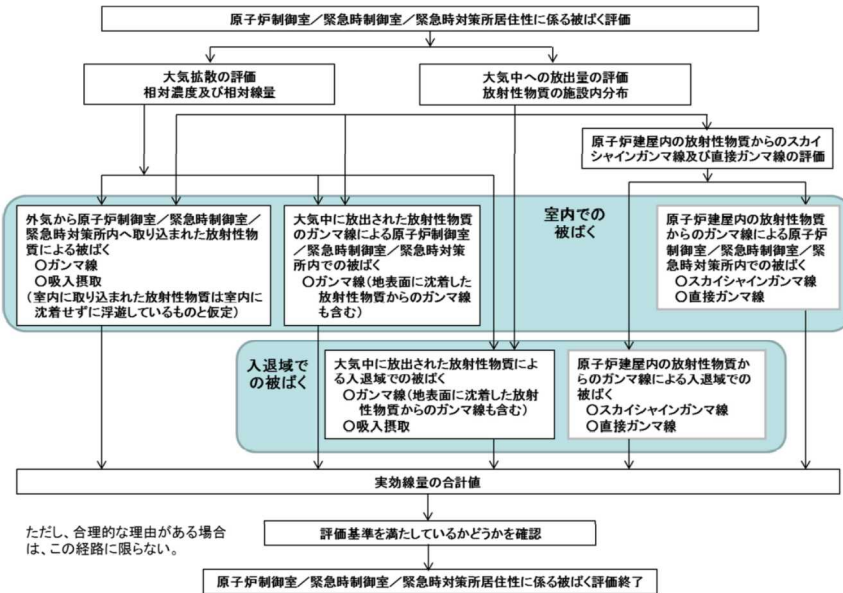 原子炉制御室／緊急時制御室／緊急時対策所居住性に係る被ばく評価
大気拡散の評価
相対濃度及び相対線量
大気中への放出量の評価
放射性物質の施設内分布
原子炉建屋内の放射性物質からのスカイ
シャインガンマ線及び直接ガンマ線の評価
外気から原子炉制御室／緊急時制御室／
緊急時対策所内へ取り込まれた放射性物
質による被ばく
○ガンマ線
○吸入摂取
(室内に取り込まれた放射性物質は室内に
沈着せずに浮遊しているものと仮定)
大気中に放出された放射性物質
のガンマ線による原子炉制御室
／緊急時制御室／緊急時対策
所内での被ばく
○ガンマ線(地表面に沈着した
放射性物質からのガンマ線
も含む)
室内での
被ばく
原子炉建屋内の放射性物質
からのガンマ線による原子炉
制御室／緊急時制御室／緊
急時対策所内での被ばく
○スカイシャインガンマ線
○直接ガンマ線
入退域で
の被ばく
大気中に放出された放射性物質によ
る入退域での被ばく
○ガンマ線(地表面に沈着した放射
性物質からのガンマ線も含む)
○吸入摂取
原子炉建屋内の放射性物質か
らのガンマ線による入退域での
被ばく
○スカイシャインガンマ線
○直接ガンマ線
実効線量の合計値
ただし、合理的な理由がある場合
は、この経路に限らない。
評価基準を満たしているかどうかを確認
原子炉制御室／緊急時制御室／緊急時対策所居住性に係る被ばく評価終了